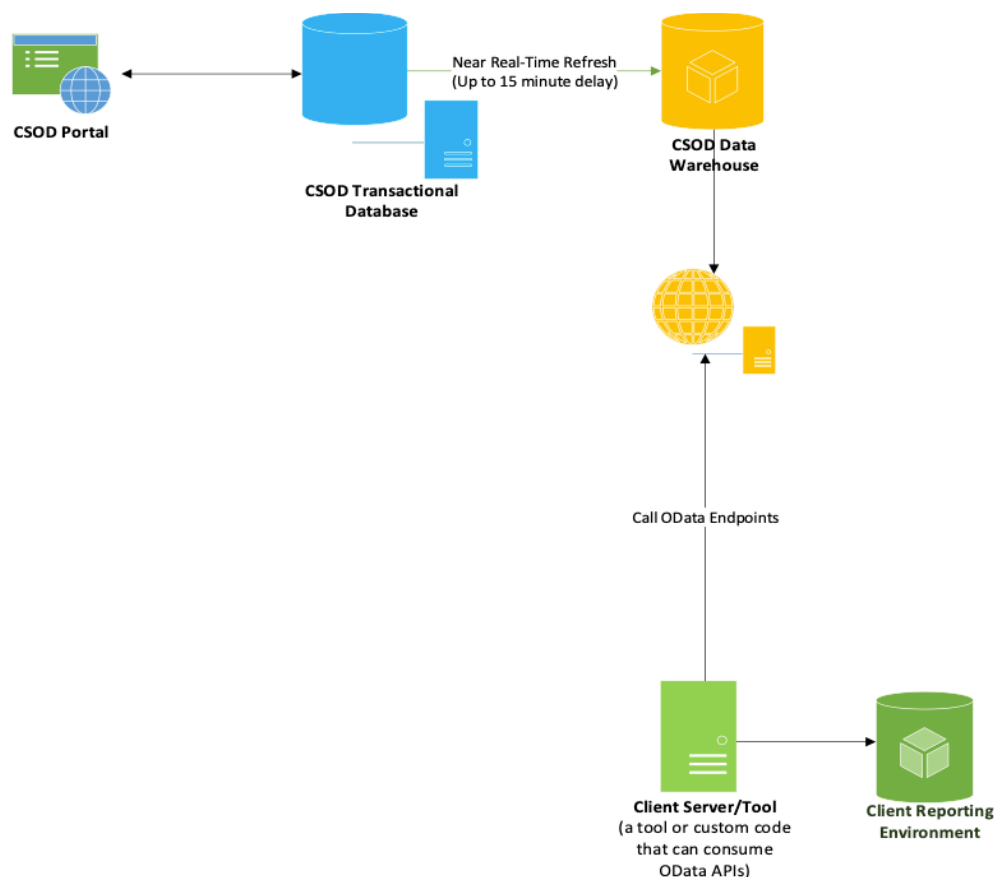 CSOD Portal
CSOD Transactional
Database
Near Real-Time Refresh
(Up to 15 minute delay)
CSOD Data
Warehouse
Call OData Endpoints
Client Server/Tool
(a tool or custom code
that can consume
OData APIs)
Client Reporting
Environment